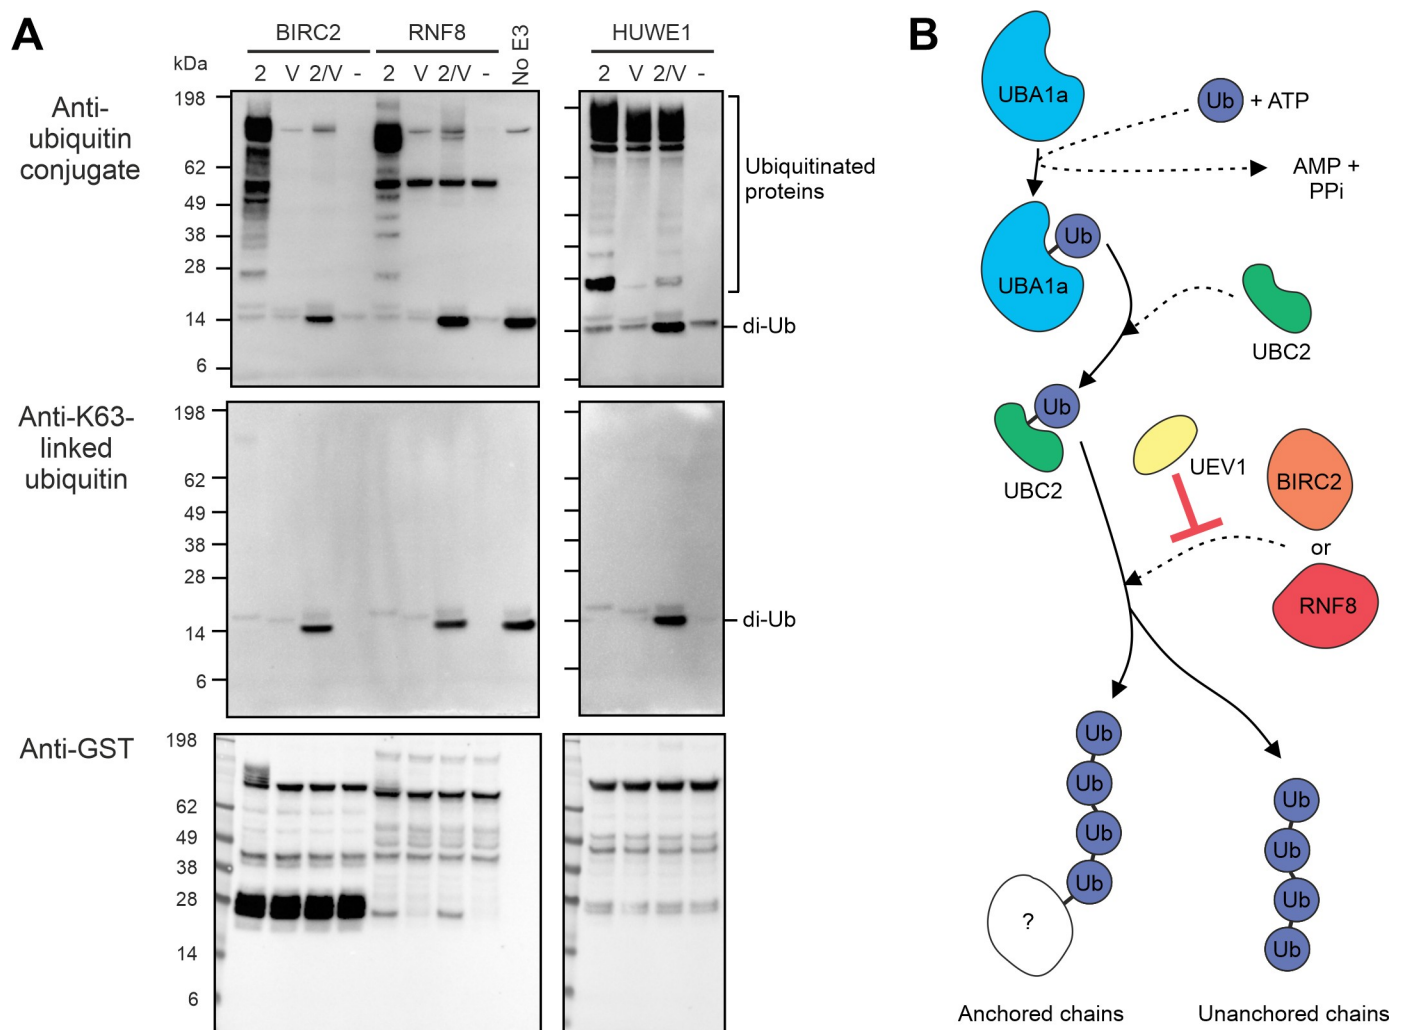 A
BIRC2 RNF8 No E3 HUWE1
kDa
2 V 2/V - 2 V 2/V - 2 V 2/V -
Anti-
ubiquitin
conjugate
198
62
49
38
28
14
6
Ubiquitinated
proteins
di-Ub
Anti-K63-
linked
ubiquitin
198
62
49
38
28
14
6
di-Ub
Anti-GST
198
62
49
38
28
14
6
B
UBA1a
Ub + ATP
AMP +
PPi
Ub
UBA1a
UBC2
Ub
UBC2
UEV1
BIRC2
or
RNF8
Ub
Ub
Ub
Ub
?
Ub
Ub
Ub
Ub
Anchored chains
Unanchored chains